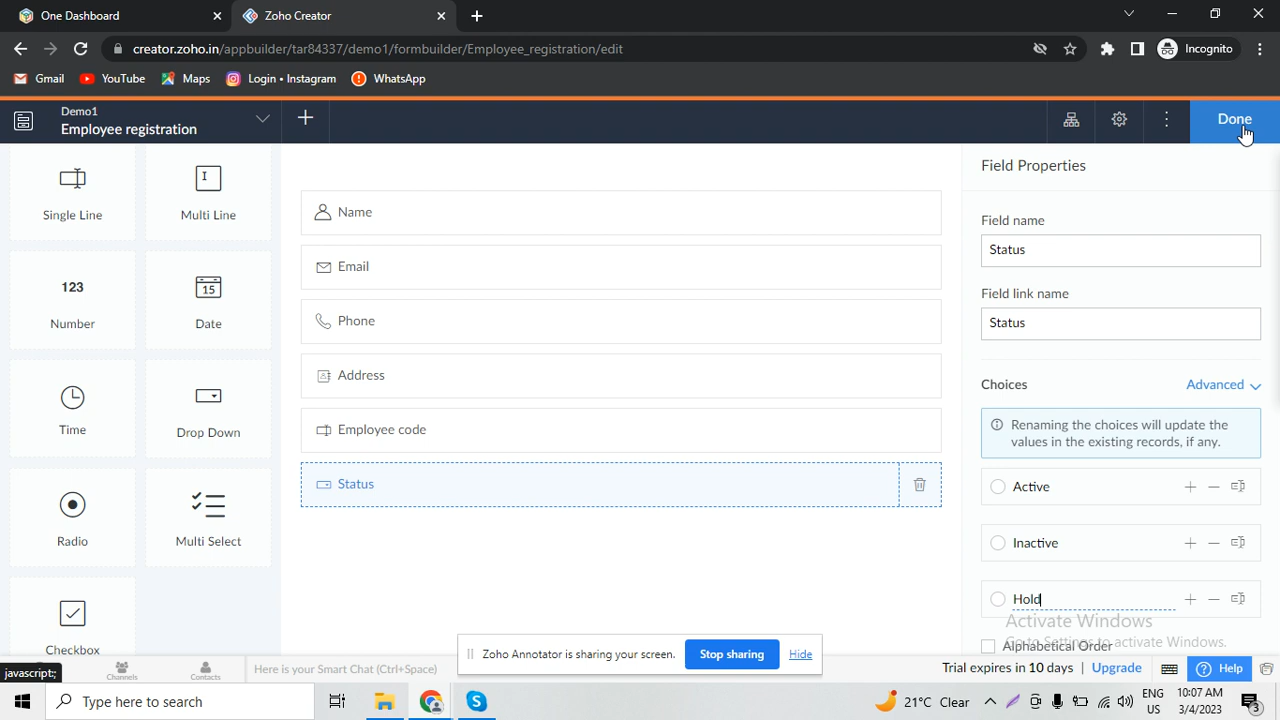 One Dashboard
Zoho Creator
creator.zoho.in/appbuilder/tar84337/demo1/formbuilder/Employee_registration/edit
Incognito
Gmail
YouTube
Maps
Login • Instagram
WhatsApp
Demo1
Employee registration
Done
Single Line
Multi Line
123
Number
15
Date
Time
Drop Down
Radio
Multi Select
Checkbox
Name
Email
Phone
Address
Employee code
Status
Field Properties
Field name
Status
Field link name
Status
Choices
Advanced
Renaming the choices will update the
values in the existing records, if any.
Active
Inactive
Hold
Alphabetical Order
Activate Windows
Go to Settings to activate Windows.
Zoho Annotator is sharing your screen.
Stop sharing
Hide
javascript:;
Channels
Contacts
Here is your Smart Chat (Ctrl+Space)
Trial expires in 10 days
Upgrade
Help
Type here to search
21°C Clear
ENG
US
10:07 AM
3/4/2023
3